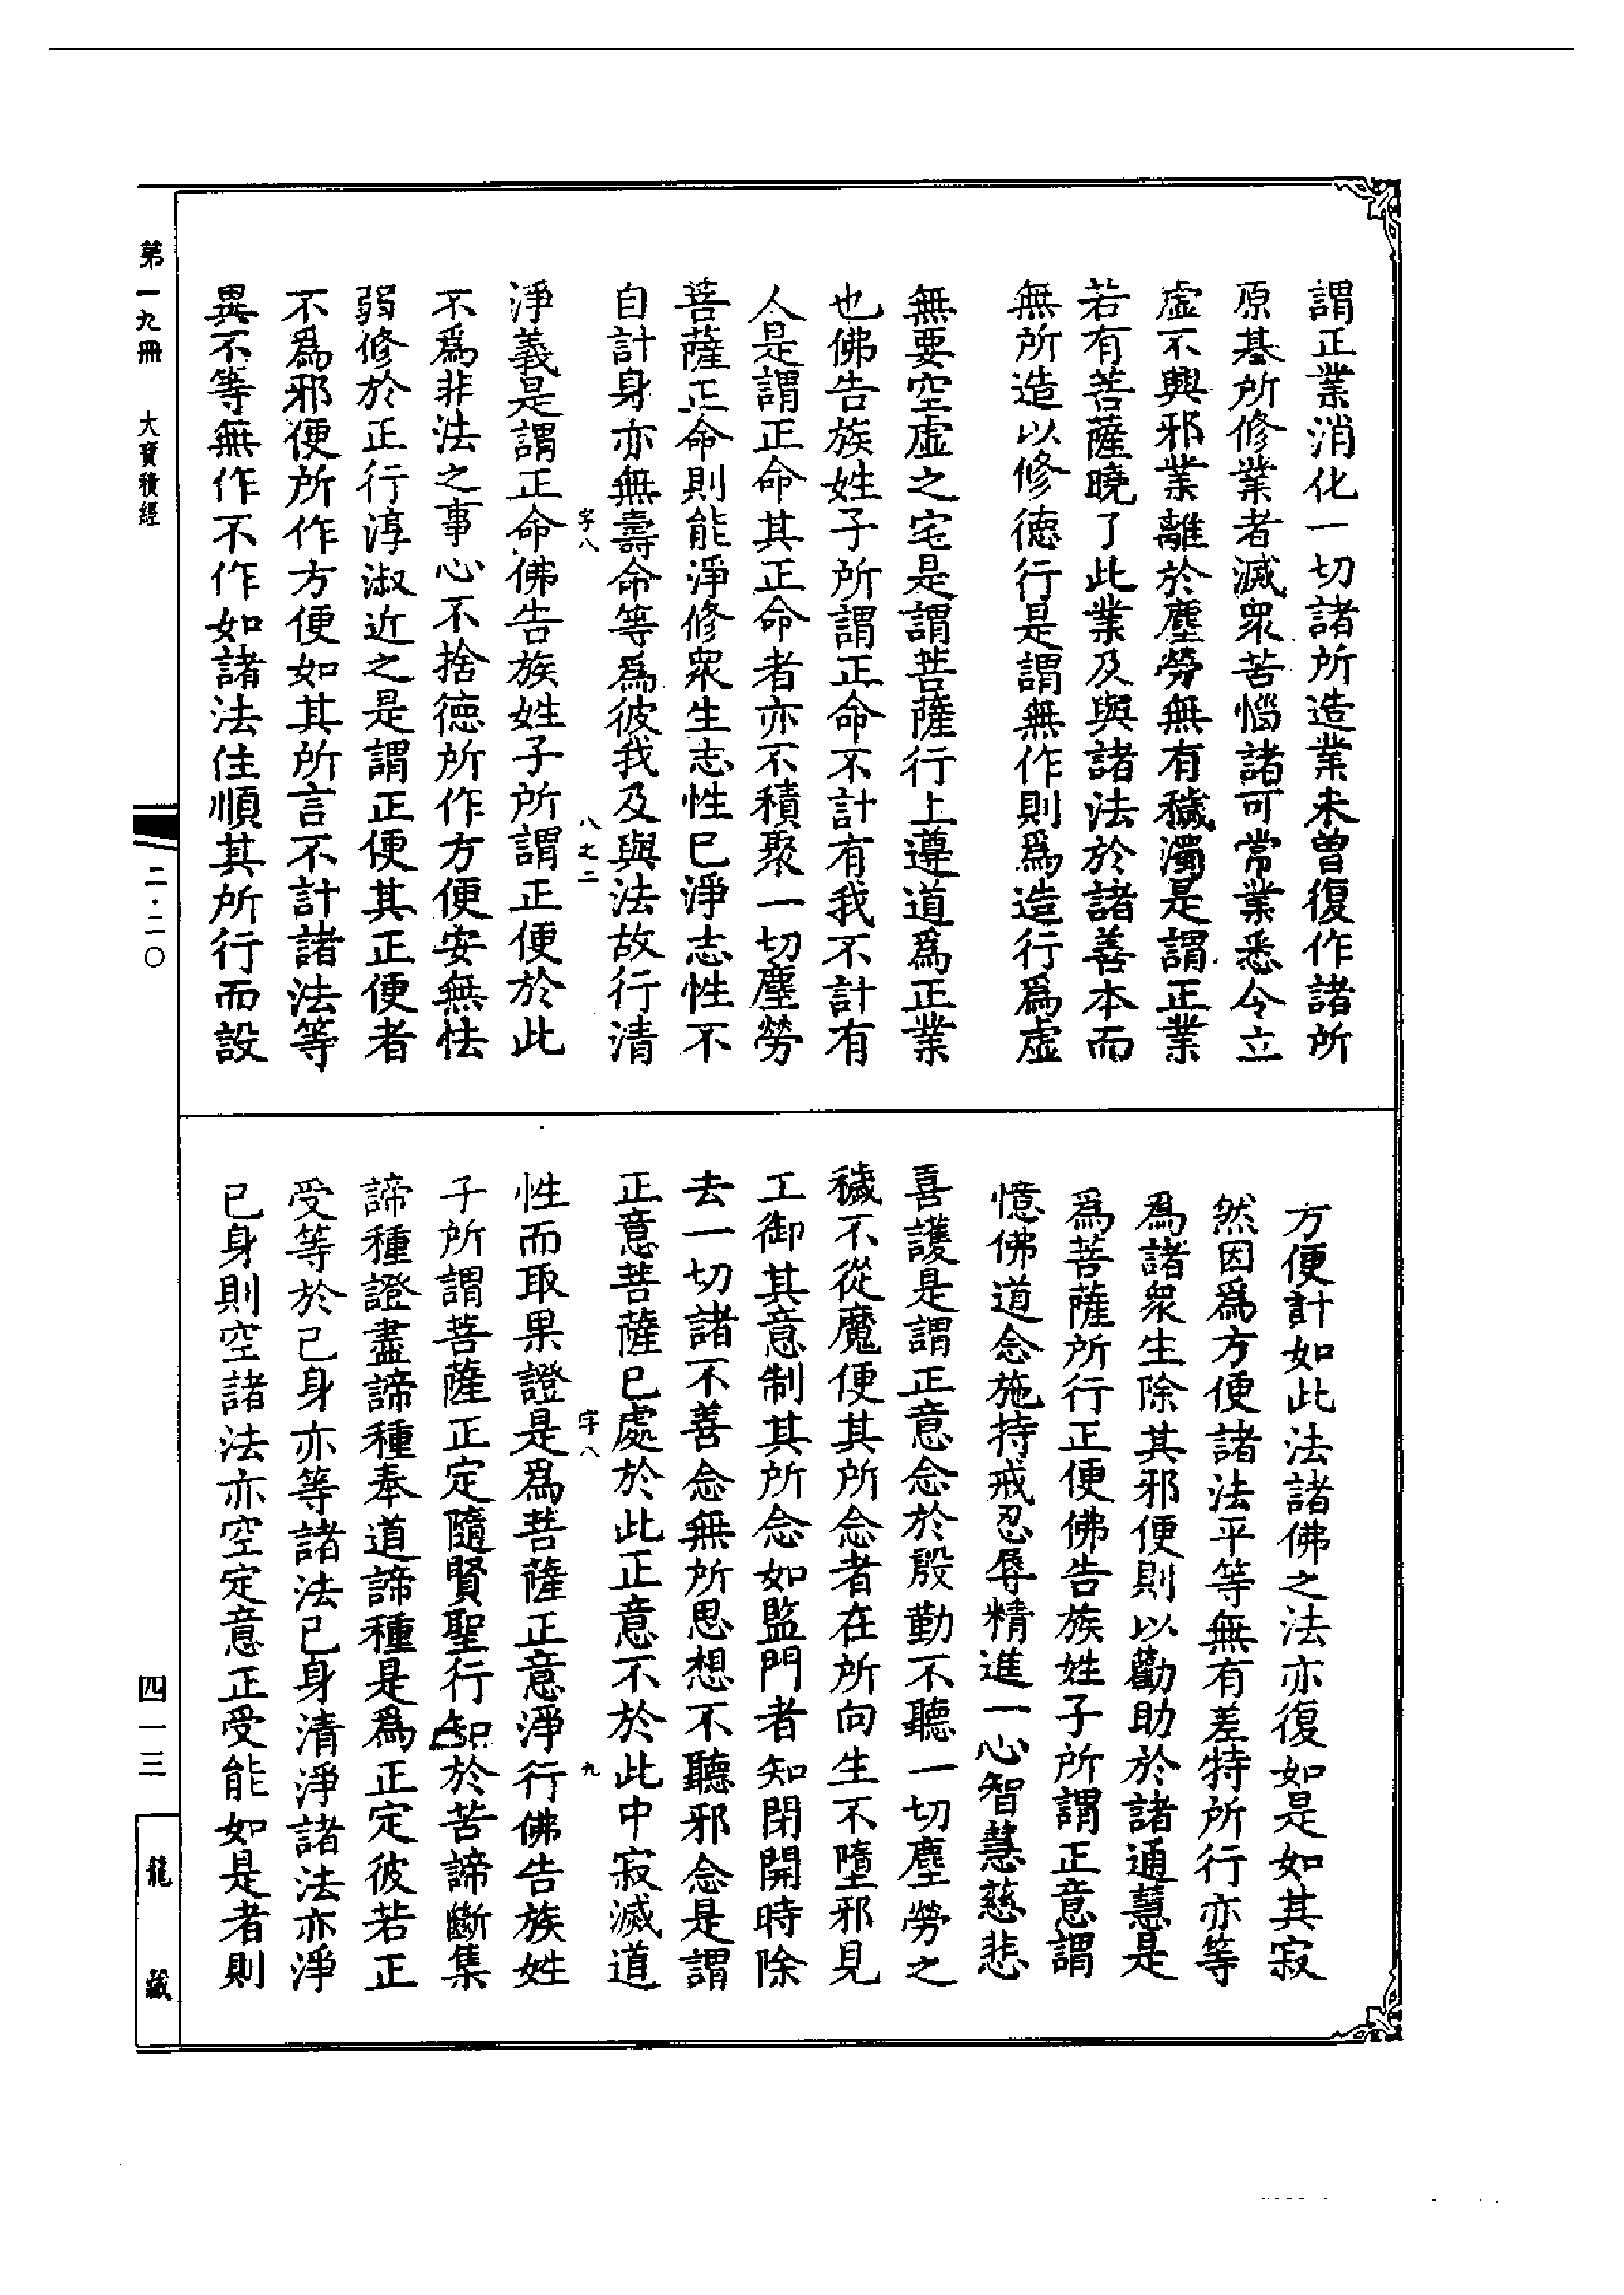 謂正業消化一切諸所造業未曾復作諸所
原基所修業者滅眾苦惱諸可常業悉令立
虛不興邪業離於塵勞無有穢濁是謂正業
若有菩薩曉了此業及與諸法於諸善本而
無所造以修德行是謂無作則爲造行爲虛
無要空虛之宅是謂菩薩行上遵道爲正業
也佛告族姓子所謂正命不計有我不計有
人是謂正命其正命者亦不積聚一切塵勞
菩薩正命則能淨修眾生志性已淨志性不
自計身亦無壽命等爲彼我及與法故行清
字八
八之二
淨義是謂正命佛告族姓子所謂正便於此
不爲非法之事心不捨德所作方便安無怯
弱修於正行淳淑近之是謂正便其正便者
不爲邪便所作方便如其所言不計諸法等
異不等無作不作如諸法住順其所行而設
方便計如此法諸佛之法亦復如是如其寂
然因爲方便諸法平等無有差特所行亦等
爲諸眾生除其邪便則以勸助於諸通慧是
爲菩薩所行正便佛告族姓子所謂正意謂
憶佛道念施持戒忍辱精進一心智慧慈悲
喜護是謂正意念於殷勤不聽一切塵勞之
穢不從魔便其所念者在所向生不墮邪見
工御其意制其所念如監門者知閉開時除
去一切諸不善念無所思想不聽邪念是謂
正意菩薩已處於此正意不於此中寂滅道
字八
九
性而取果證是爲菩薩正意淨行佛告族姓
子所謂菩薩正定隨賢聖行於苦諦斷集
諦種證盡諦種奉道諦種是爲正定彼若正
受等於己身亦等諸法己身清淨諸法亦淨
己身則空諸法亦空定意正受能如是者則
第一九冊 大寶積經
二·二〇
四一三
龍藏